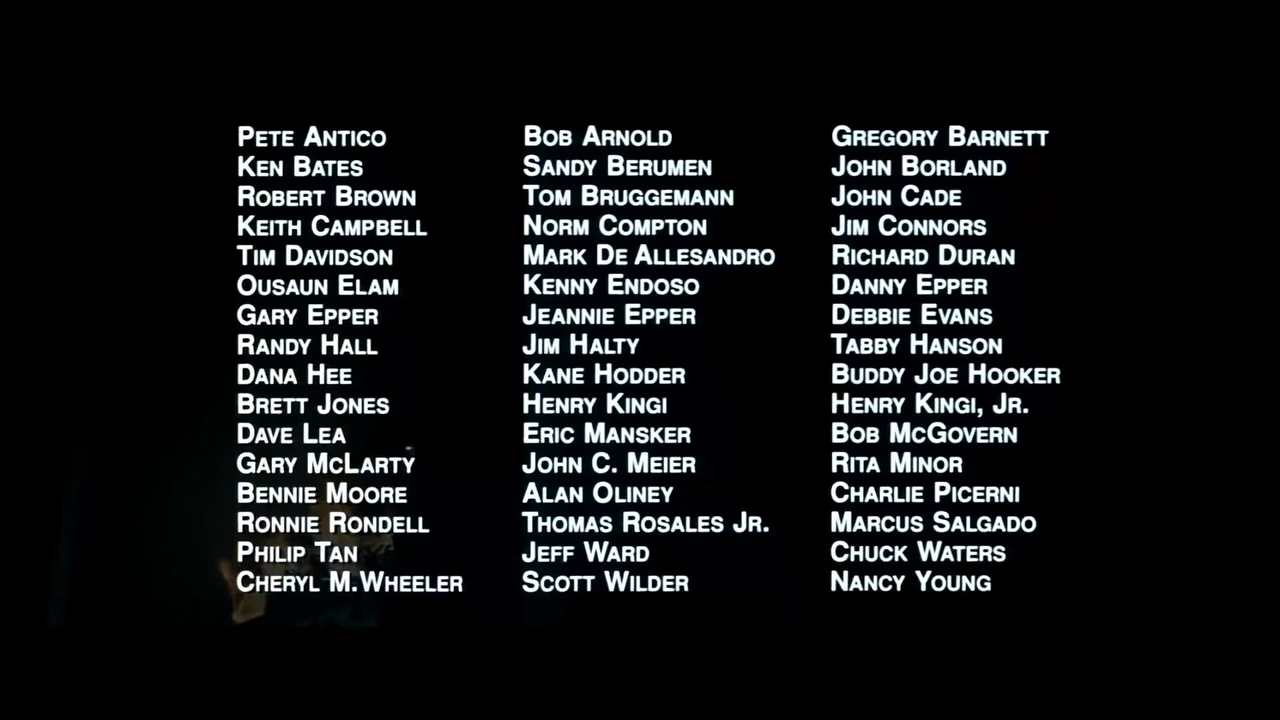 Pete Antico Bob Arnold Gregory Barnett
Ken Bates Sandy Berumen John Borland
Robert Brown Tom Bruggemann John Cade
Keith Campbell Norm Compton Jim Connors
Tim Davidson Mark De Allesandro Richard Duran
Ousaun Elam Kenny Endoso Danny Epper
Gary Epper Jeannie Epper Debbie Evans
Randy Hall Jim Halty Tabby Hanson
Dana Hee Kane Hodder Buddy Joe Hooker
Brett Jones Henry Kingi Henry Kingi, Jr.
Dave Lea Eric Mansker Bob McGovern
Gary McLarty John C. Meier Rita Minor
Bennie Moore Alan Oliney Charlie Picerni
Ronnie Rondell Thomas Rosales Jr. Marcus Salgado
Philip Tan Jeff Ward Chuck Waters
Cheryl M.Wheeler Scott Wilder Nancy Young